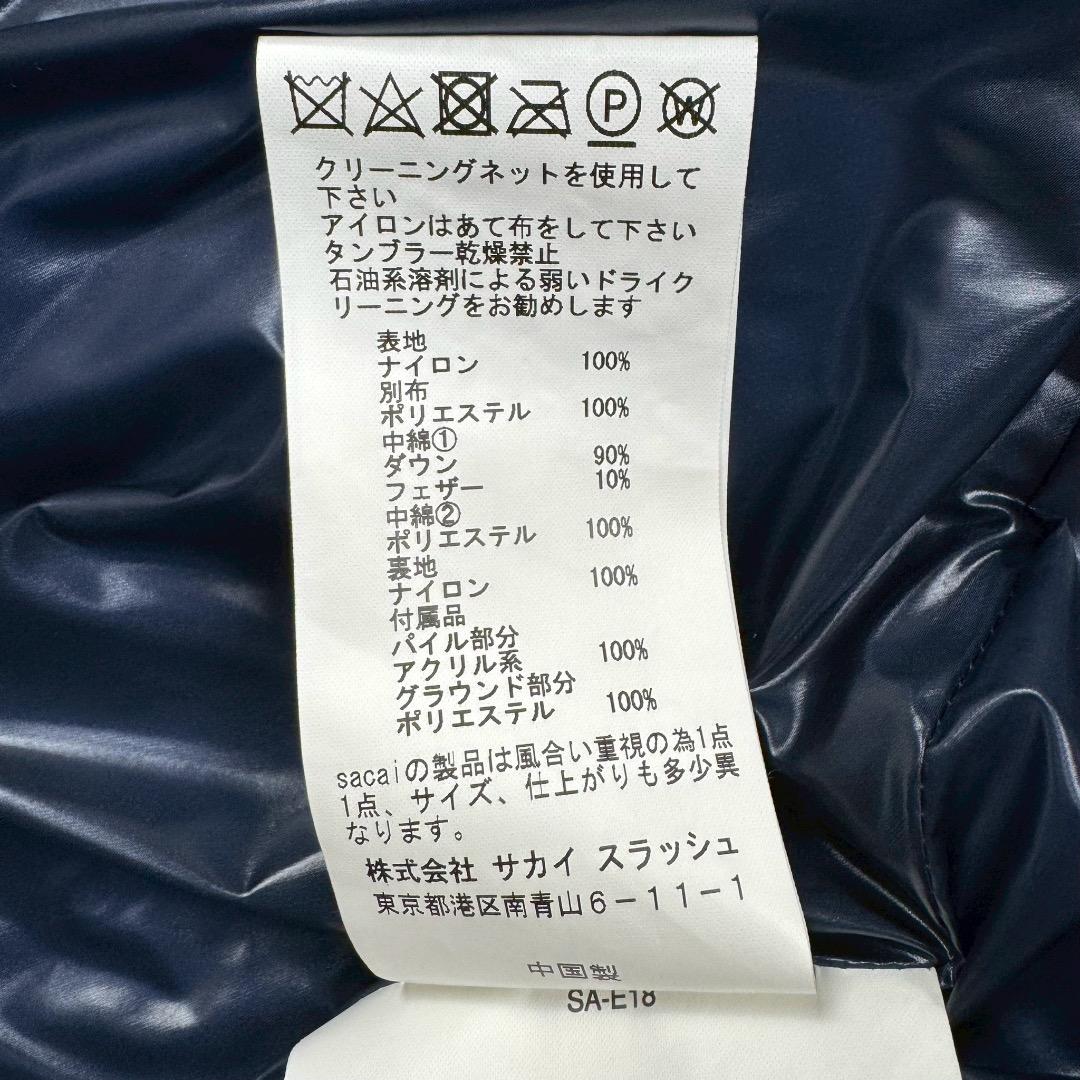 P W
クリーニングネットを使用して
下さい
アイロンはあて布をして下さい
タンブラー乾燥禁止
石油系溶剤による弱いドライク
リーニングをお勧めします
表地
ナイロン 100%
別布
ポリエステル 100%
中綿①
ダウン 90%
フェザー 10%
中綿②
ポリエステル 100%
裏地
ナイロン 100%
付属品
パイル部分
アクリル系 100%
グラウンド部分
ポリエステル 100%
sacaiの製品は風合い重視の為1点
1点、サイズ、仕上がりも多少異
なります。
株式会社 サカイ スラッシュ
東京都港区南青山6－11－1
中国製
SA-E18